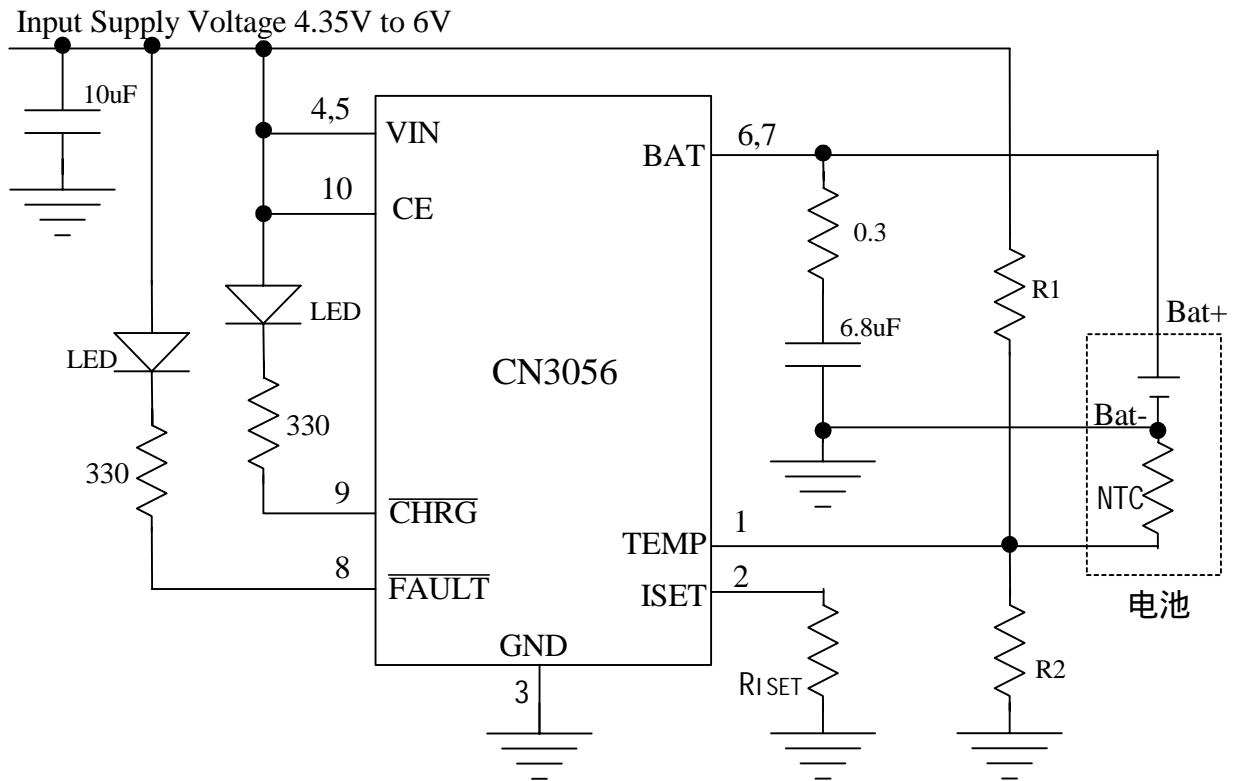 Input Supply Voltage 4.35V to 6V
10uF
4,5
VIN
6,7
BAT
10
CE
0.3
R1
LED
Bat+
LED
6.8uF
CN3056
Bat-
330
330
NTC
9
CHRG
1
TEMP
8
FAULT
2
ISET
电池
GND
3
RISET
R2